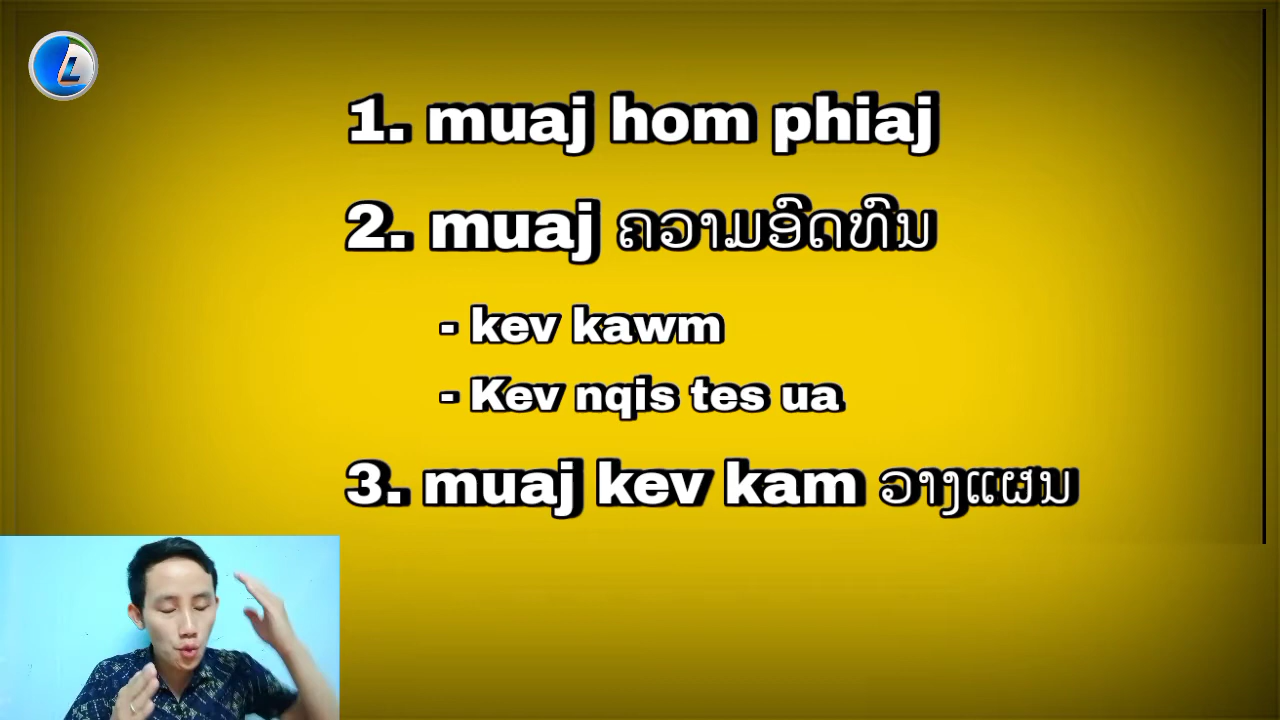 L
1. muaj hom phiaj
2. muaj ຄວາມອົດທົນ
- kev kawm
- Kev nqis tes ua
3. muaj kev kam ວາງແຜນ